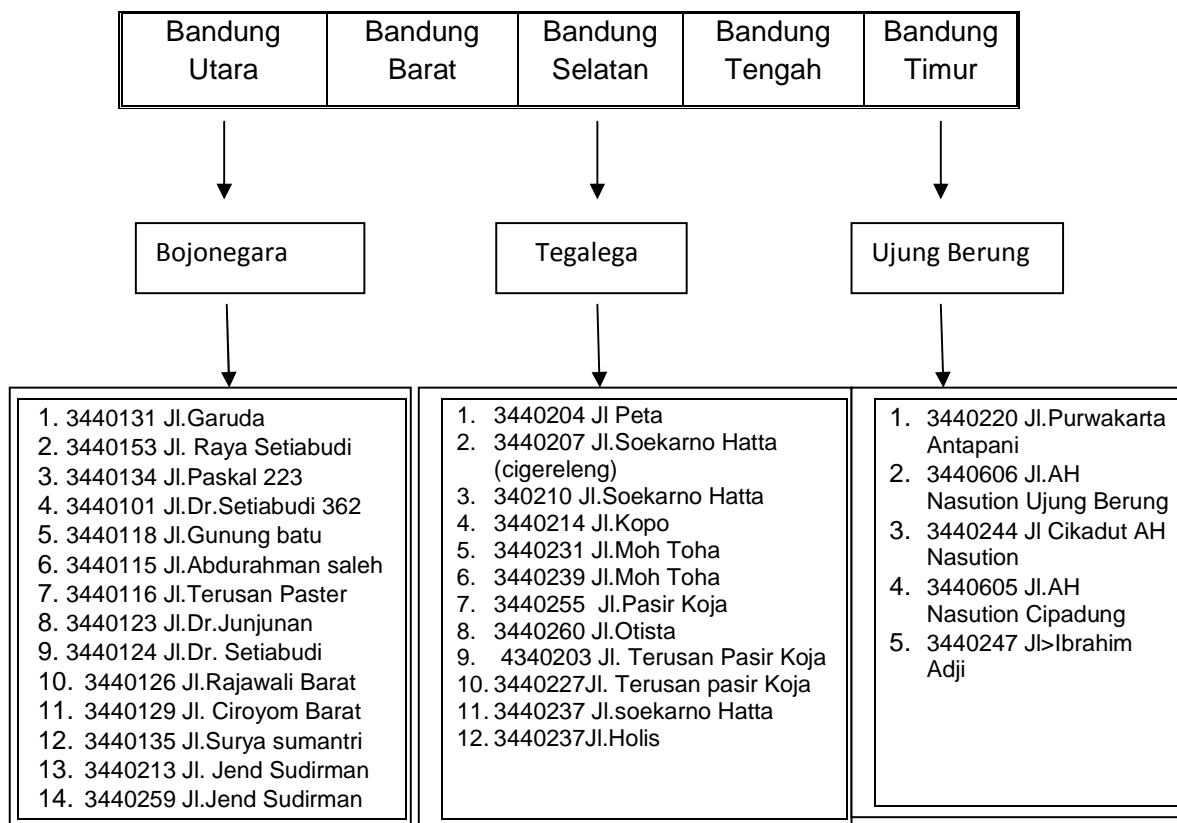 Bandung
Utara
Bandung
Barat
Bandung
Selatan
Bandung
Tengah
Bandung
Timur
Bojonegara
Tegalega
Ujung Berung
1. 3440131 Jl.Garuda
2. 3440153 Jl. Raya Setiabudi
3. 3440134 Jl.Paskal 223
4. 3440101 Jl.Dr.Setiabudi 362
5. 3440118 Jl.Gunung batu
6. 3440115 Jl.Abdurahman saleh
7. 3440116 Jl.Terusan Paster
8. 3440123 Jl.Dr.Junjunan
9. 3440124 Jl.Dr. Setiabudi
10. 3440126 Jl.Rajawali Barat
11. 3440129 Jl. Ciroyom Barat
12. 3440135 Jl.Surya sumantri
13. 3440213 Jl. Jend Sudirman
14. 3440259 Jl.Jend Sudirman
1. 3440204 Jl Peta
2. 3440207 Jl.Soekarno Hatta
(cigereleng)
3. 340210 Jl.Soekarno Hatta
4. 3440214 Jl.Kopo
5. 3440231 Jl.Moh Toha
6. 3440239 Jl.Moh Toha
7. 3440255 Jl.Pasir Koja
8. 3440260 Jl.Otista
9. 4340203 Jl. Terusan Pasir Koja
10. 3440227Jl. Terusan pasir Koja
11. 3440237 Jl.soekarno Hatta
12. 3440237Jl.Holis
1. 3440220 Jl.Purwakarta
Antapani
2. 3440606 Jl.AH
Nasution Ujung Berung
3. 3440244 Jl Cikadut AH
Nasution
4. 3440605 Jl.AH
Nasution Cipadung
5. 3440247 Jl>Ibrahim
Adji